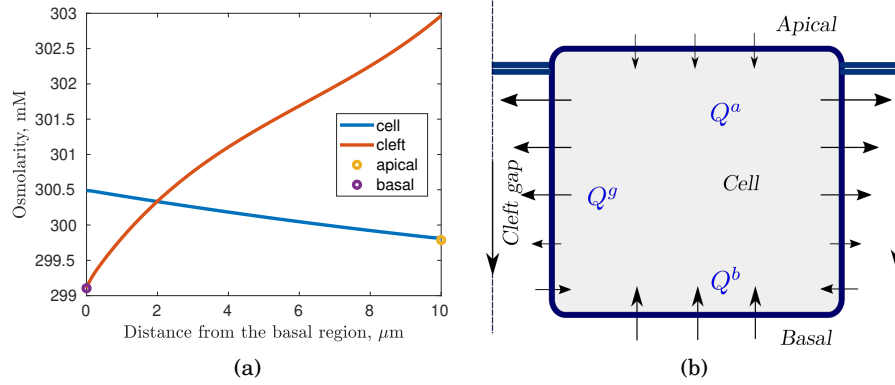 303
302.5
302
301.5
301
300.5
300
299.5
299
Osmolarity, mM
cell
cleft
apical
basal
0 2 4 6 8 10
Distance from the basal region, μm
(a)
Apical
Q^a
Cell
Cleft gap
Q^g
Q^b
Basal
(b)